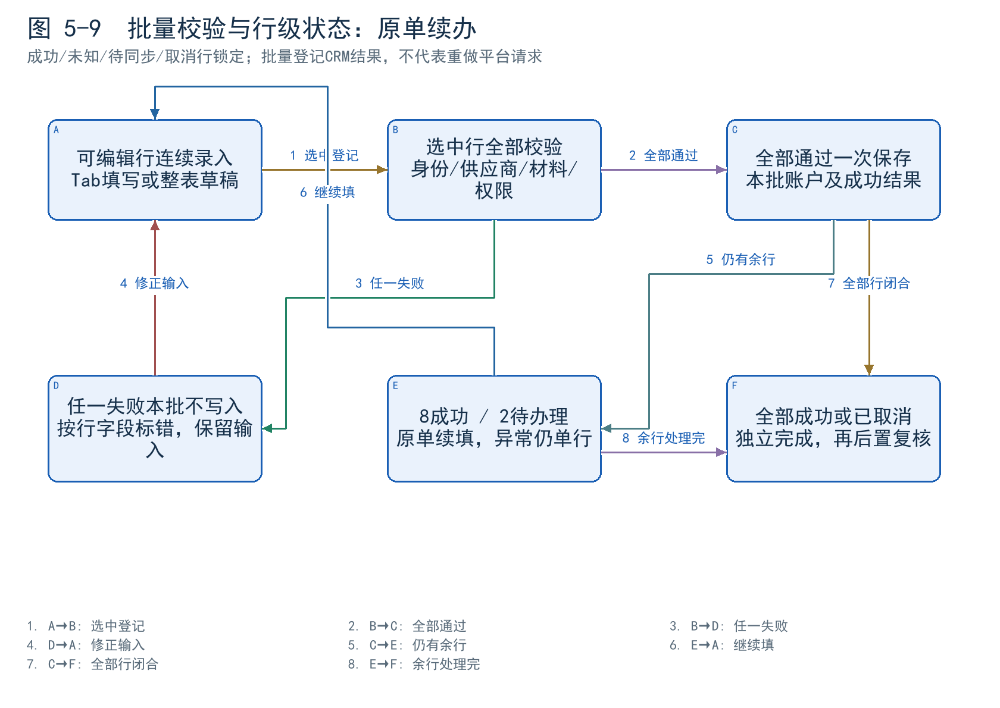 图 5-9 批量校验与行级状态：原单续办
成功/未知/待同步/取消行锁定；批量登记CRM结果，不代表重做平台请求
A
可编辑行连续录入
Tab填写或整表草稿
1 选中登记
6 继续填
B
选中行全部校验
身份/供应商/材料/
权限
2 全部通过
C
全部通过一次保存
本批账户及成功结果
5 仍有余行
4 修正输入
3 任一失败
7 全部行闭合
D
任一失败本批不写入
按行字段标错，保留输
入
E
8成功 / 2待办理
原单续填，异常仍单行
8 余行处理完
F
全部成功或已取消
独立完成，再后置复核
1. A→B: 选中登记
2. B→C: 全部通过
3. B→D: 任一失败
4. D→A: 修正输入
5. C→E: 仍有余行
6. E→A: 继续填
7. C→F: 全部行闭合
8. E→F: 余行处理完